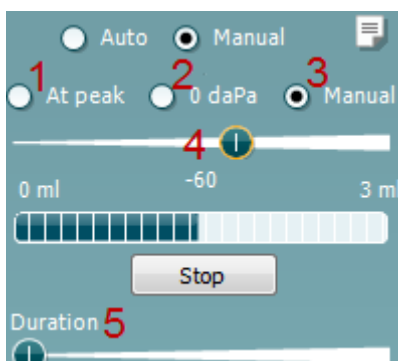 Auto Manual
1 At peak 2 0 daPa 3 Manual
4
-60
0 ml 3 ml
Stop
Duration 5